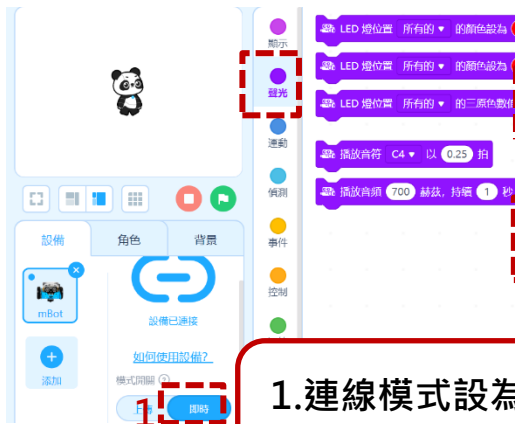 顯示
聲光
運動
偵測
事件
控制
LED 燈位置 所有的 的顏色設為
LED 燈位置 所有的 的顏色設為
LED 燈位置 所有的 的三原色數值
播放音符 C4 以 0.25 拍
播放音頻 700 赫茲, 持續 1 秒
設備 角色 背景
mBot
添加
設備已連接
如何使用設備?
模式開關 ?
上傳 即時
1
1.連線模式設為